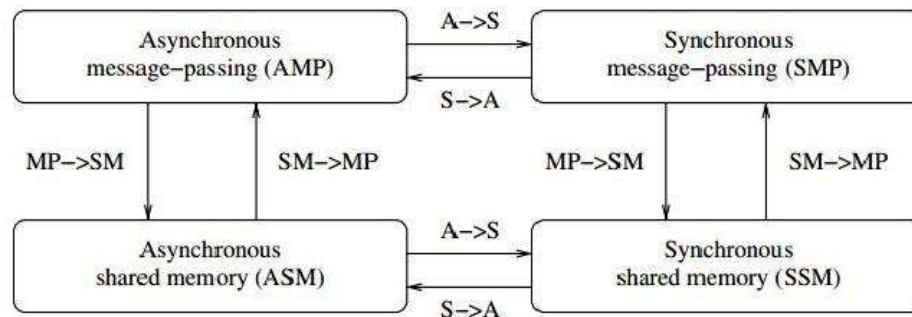 Asynchronous
message−passing (AMP)
A−>S
S−>A
Synchronous
message−passing (SMP)
MP−>SM
SM−>MP
MP−>SM
SM−>MP
Asynchronous
shared memory (ASM)
A−>S
S−>A
Synchronous
shared memory (SSM)